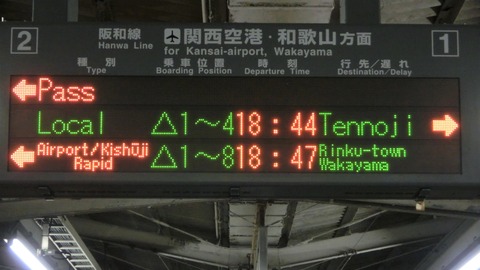 2 阪和線 関西空港・和歌山方面 1
Hanwa Line for Kansai-airport, Wakayama
種別 乗車位置 時刻 行先/遅れ
Type Boarding Position Departure Time Destination/Delay
←Pass
Local △1～4 18:44 Tennoji →
←Airport/Kishūji Rapid △1～8 18:47 Rinku-town Wakayama